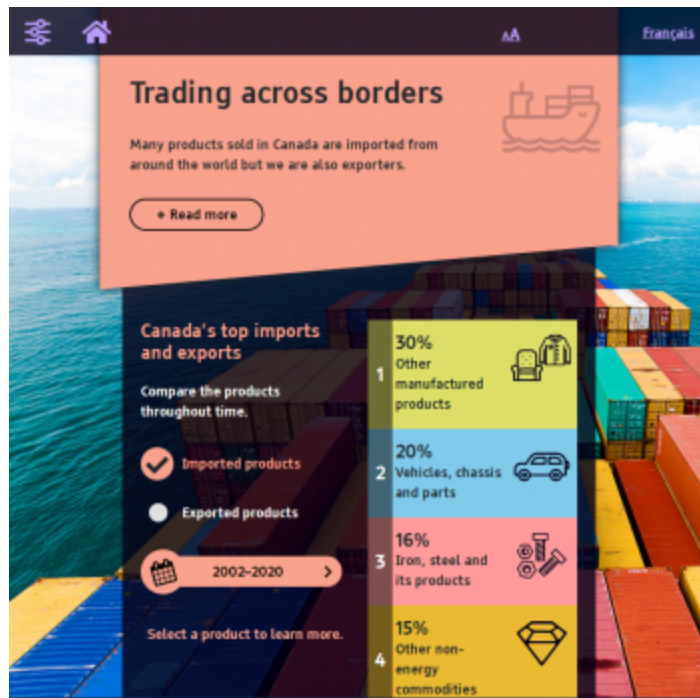 AA
Français
Trading across borders
Many products sold in Canada are imported from
around the world but we are also exporters.
+ Read more
Canada's top imports
and exports
Compare the products
throughout time.
Imported products
Exported products
2002–2020
Select a product to learn more.
1
30%
Other
manufactured
products
2
20%
Vehicles, chassis
and parts
3
16%
Iron, steel and
its products
4
15%
Other non-
energy
commodities